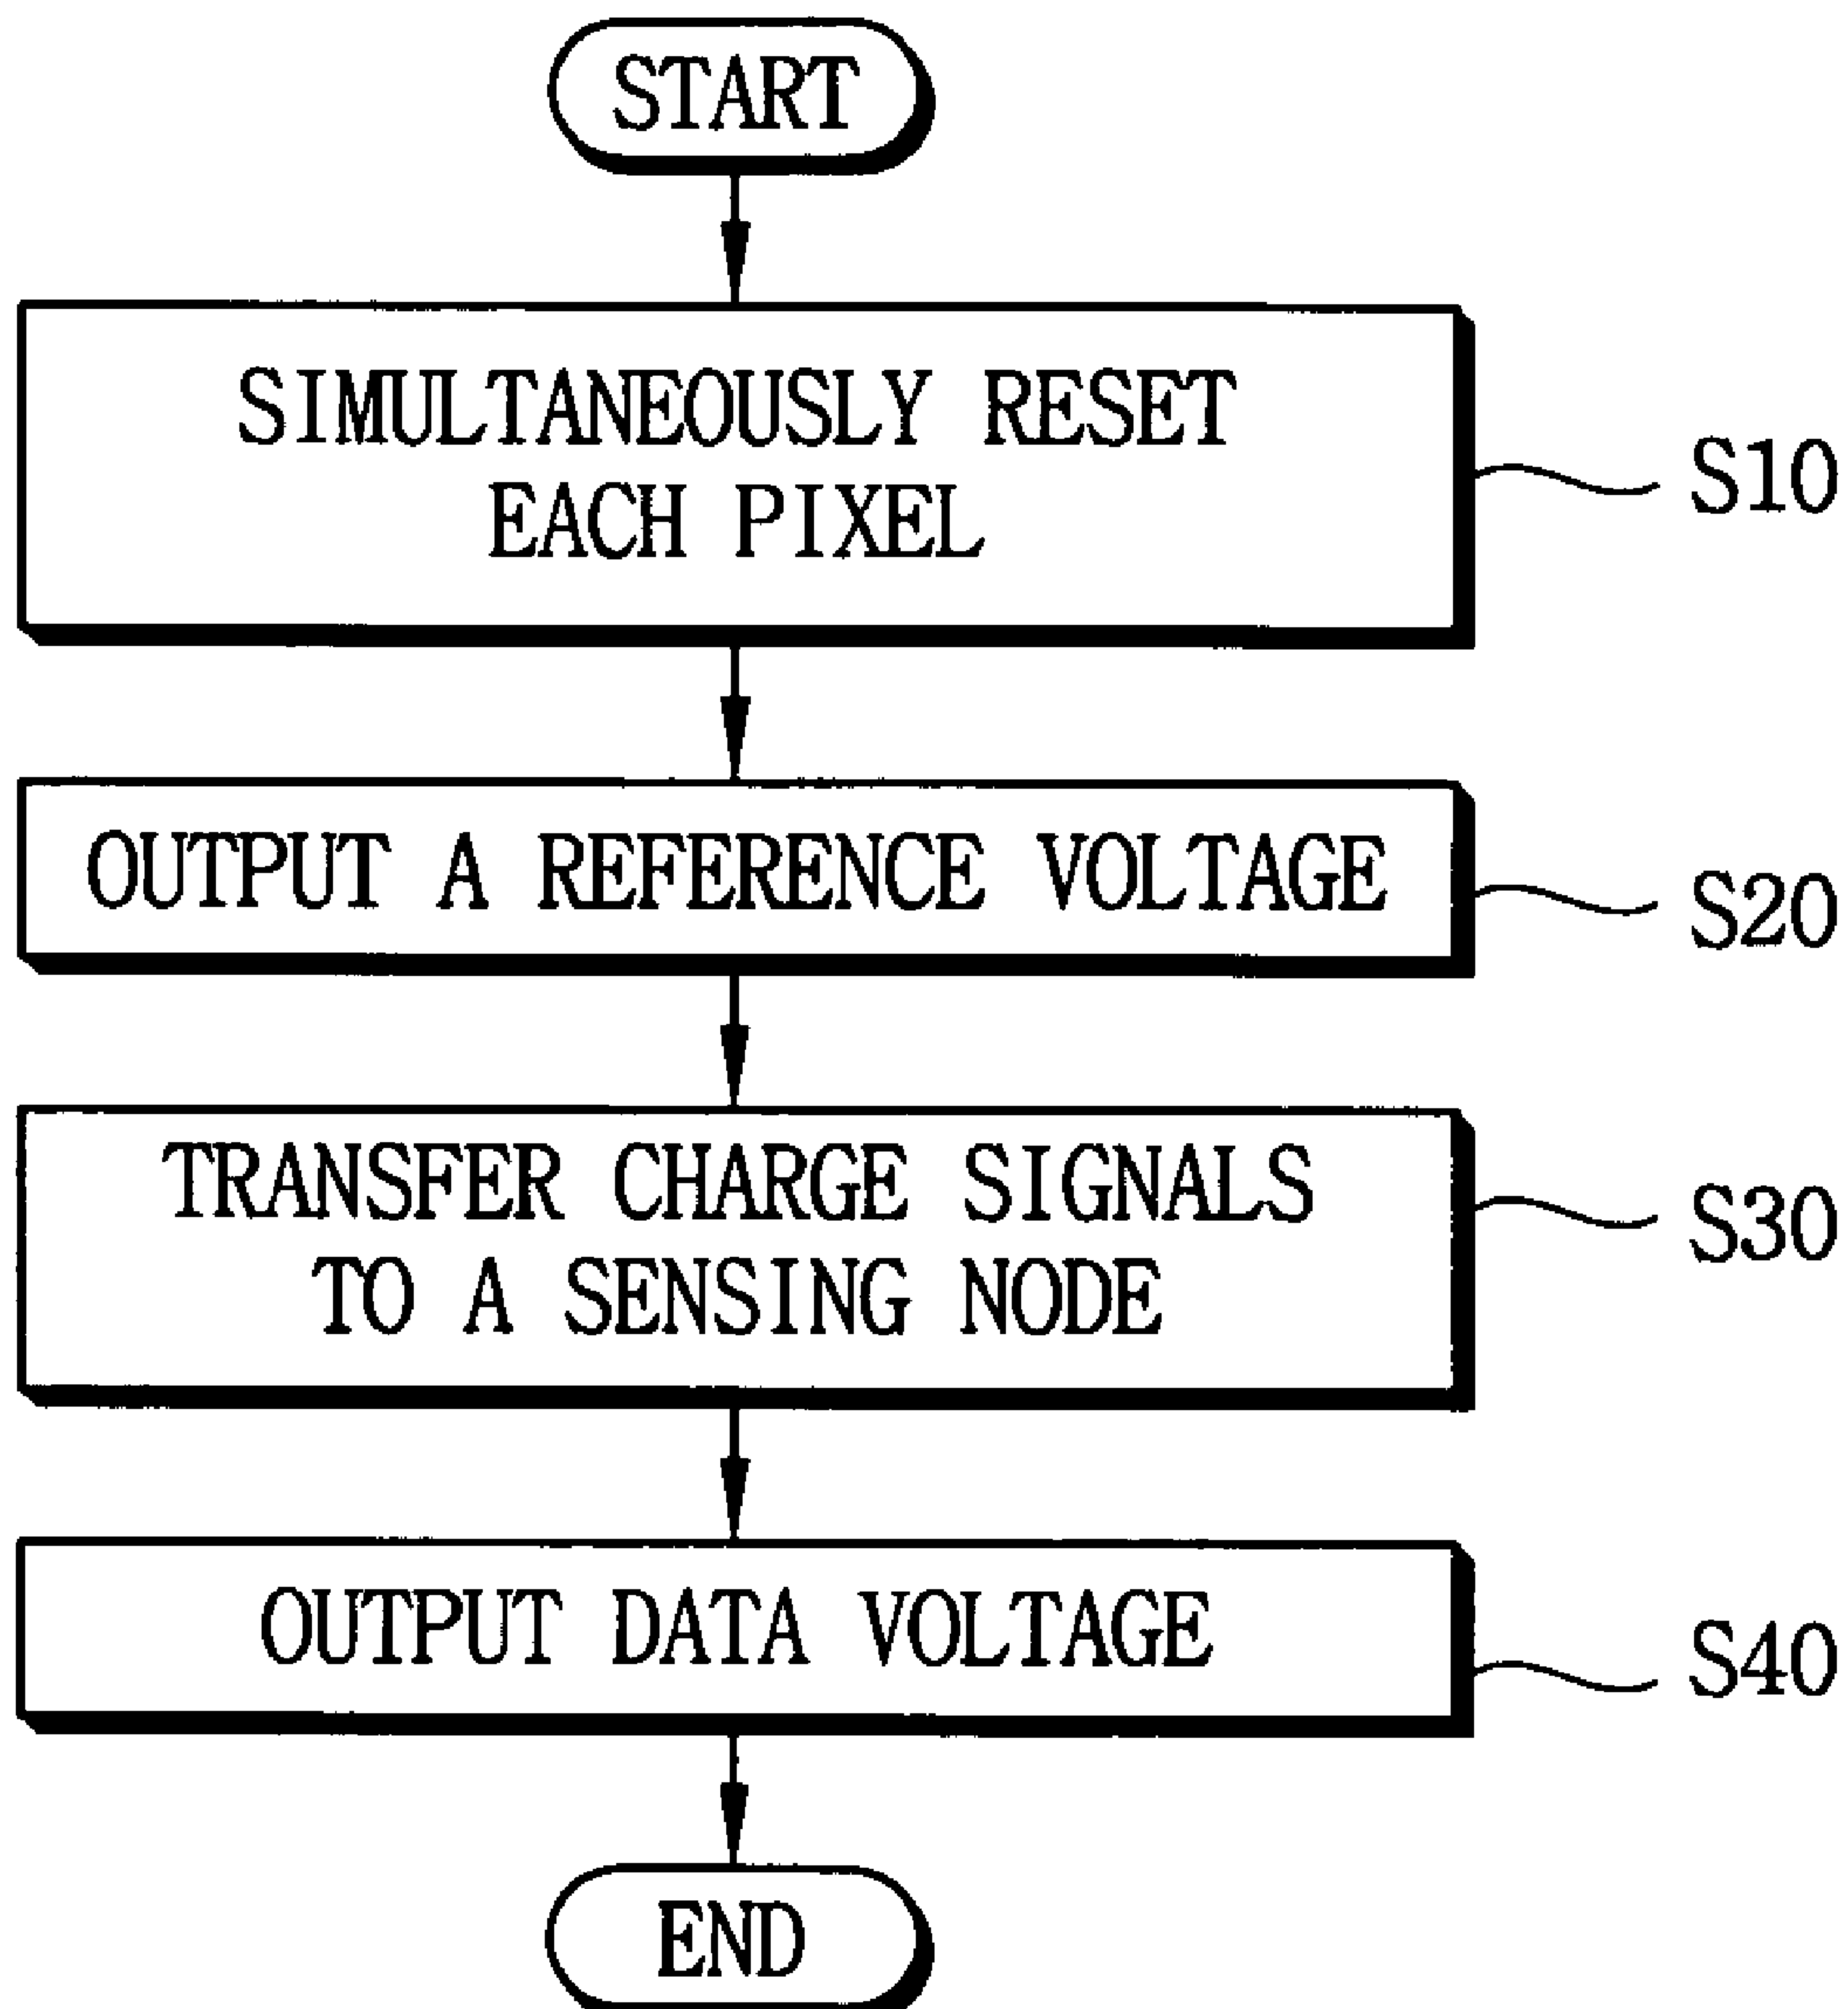 START
SIMULTANEOUSLY RESET
EACH PIXEL
S10
OUTPUT A REFERENCE VOLTAGE
S20
TRANSFER CHARGE SIGNALS
TO A SENSING NODE
S30
OUTPUT DATA VOLTAGE
S40
END